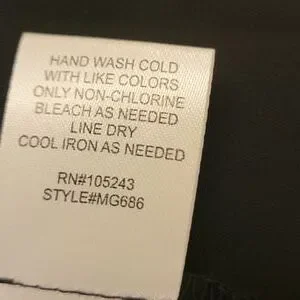 HAND WASH COLD
WITH LIKE COLORS
ONLY NON-CHLORINE
BLEACH AS NEEDED
LINE DRY
COOL IRON AS NEEDED
RN#105243
STYLE#MG686